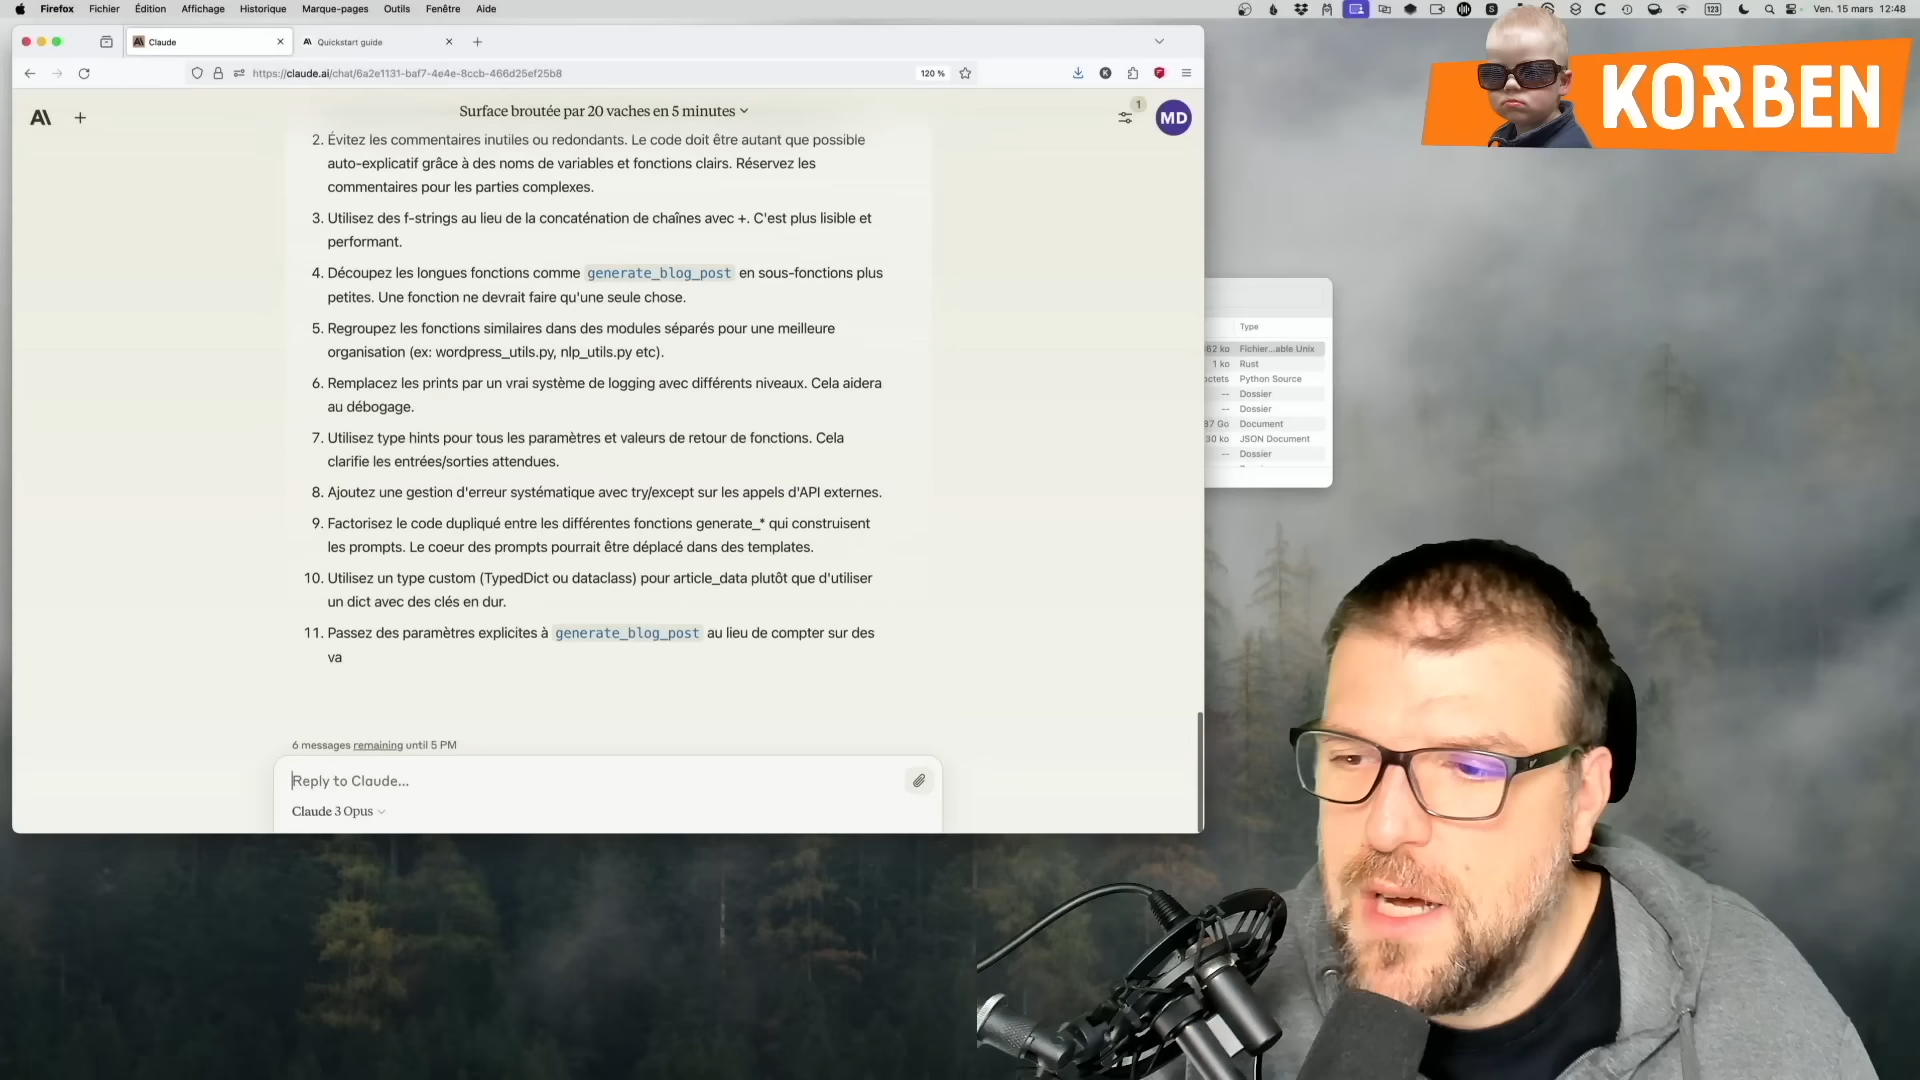 Firefox Fichier Édition Affichage Historique Marque-pages Outils Fenêtre Aide
123
Ven. 15 mars 12:48
Claude
Quickstart guide
https://claude.ai/chat/6a2e1131-baf7-4e4e-8ccb-466d25ef25b8
120 %
KORBEN
Surface broutée par 20 vaches en 5 minutes
1
MD
2. Évitez les commentaires inutiles ou redondants. Le code doit être autant que possible
auto-explicatif grâce à des noms de variables et fonctions clairs. Réservez les
commentaires pour les parties complexes.
3. Utilisez des f-strings au lieu de la concaténation de chaînes avec +. C'est plus lisible et
performant.
4. Découpez les longues fonctions comme generate_blog_post en sous-fonctions plus
petites. Une fonction ne devrait faire qu'une seule chose.
5. Regroupez les fonctions similaires dans des modules séparés pour une meilleure
organisation (ex: wordpress_utils.py, nlp_utils.py etc).
6. Remplacez les prints par un vrai système de logging avec différents niveaux. Cela aidera
au débogage.
7. Utilisez type hints pour tous les paramètres et valeurs de retour de fonctions. Cela
clarifie les entrées/sorties attendues.
8. Ajoutez une gestion d'erreur systématique avec try/except sur les appels d'API externes.
9. Factorisez le code dupliqué entre les différentes fonctions generate_* qui construisent
les prompts. Le coeur des prompts pourrait être déplacé dans des templates.
10. Utilisez un type custom (TypedDict ou dataclass) pour article_data plutôt que d'utiliser
un dict avec des clés en dur.
11. Passez des paramètres explicites à generate_blog_post au lieu de compter sur des
va
6 messages remaining until 5 PM
Reply to Claude...
Claude 3 Opus
Type
62 ko Fichier...able Unix
1 ko Rust
octets Python Source
-- Dossier
-- Dossier
37 Go Document
30 ko JSON Document
-- Dossier